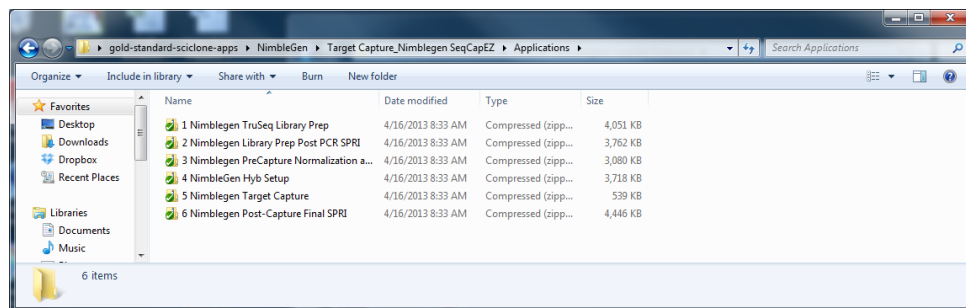 gold-standard-sciclone-apps ▸ NimbleGen ▸ Target Capture_Nimblegen SeqCapEZ ▸ Applications ▸
Search Applications
Organize Include in library Share with Burn New folder
Favorites
Desktop
Downloads
Dropbox
Recent Places
Libraries
Documents
Music
Name Date modified Type Size
1 Nimblegen TruSeq Library Prep 4/16/2013 8:33 AM Compressed (zipp... 4,051 KB
2 Nimblegen Library Prep Post PCR SPRI 4/16/2013 8:33 AM Compressed (zipp... 3,762 KB
3 Nimblegen PreCapture Normalization a... 4/16/2013 8:33 AM Compressed (zipp... 3,080 KB
4 NimbleGen Hyb Setup 4/16/2013 8:33 AM Compressed (zipp... 3,718 KB
5 Nimblegen Target Capture 4/16/2013 8:33 AM Compressed (zipp... 539 KB
6 Nimblegen Post-Capture Final SPRI 4/16/2013 8:33 AM Compressed (zipp... 4,446 KB
6 items